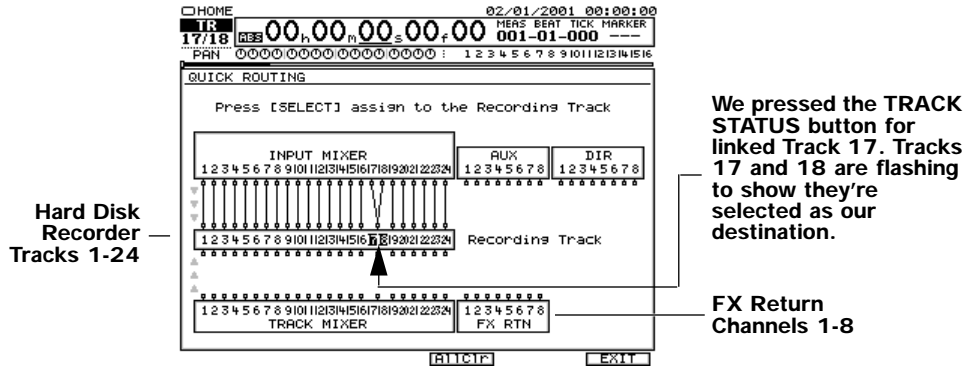 HOME 02/01/2001 00:00:00
TR MEAS BEAT TICK MARKER
17/18 ABS 00h00m00s00f00 001-01-000 ---
PAN 1 2 3 4 5 6 7 8 9 10 11 12 13 14 15 16
QUICK ROUTING
Press [SELECT] assign to the Recording Track
INPUT MIXER AUX DIR
1 2 3 4 5 6 7 8 9 10 11 12 13 14 15 16 17 18 19 20 21 22 23 24 1 2 3 4 5 6 7 8 1 2 3 4 5 6 7 8
1 2 3 4 5 6 7 8 9 10 11 12 13 14 15 16 17 18 19 20 21 22 23 24 Recording Track
1 2 3 4 5 6 7 8 9 10 11 12 13 14 15 16 17 18 19 20 21 22 23 24 1 2 3 4 5 6 7 8
TRACK MIXER FX RTN
AllClr EXIT
Hard Disk
Recorder
Tracks 1-24
We pressed the TRACK
STATUS button for
linked Track 17. Tracks
17 and 18 are flashing
to show they're
selected as our
destination.
FX Return
Channels 1-8